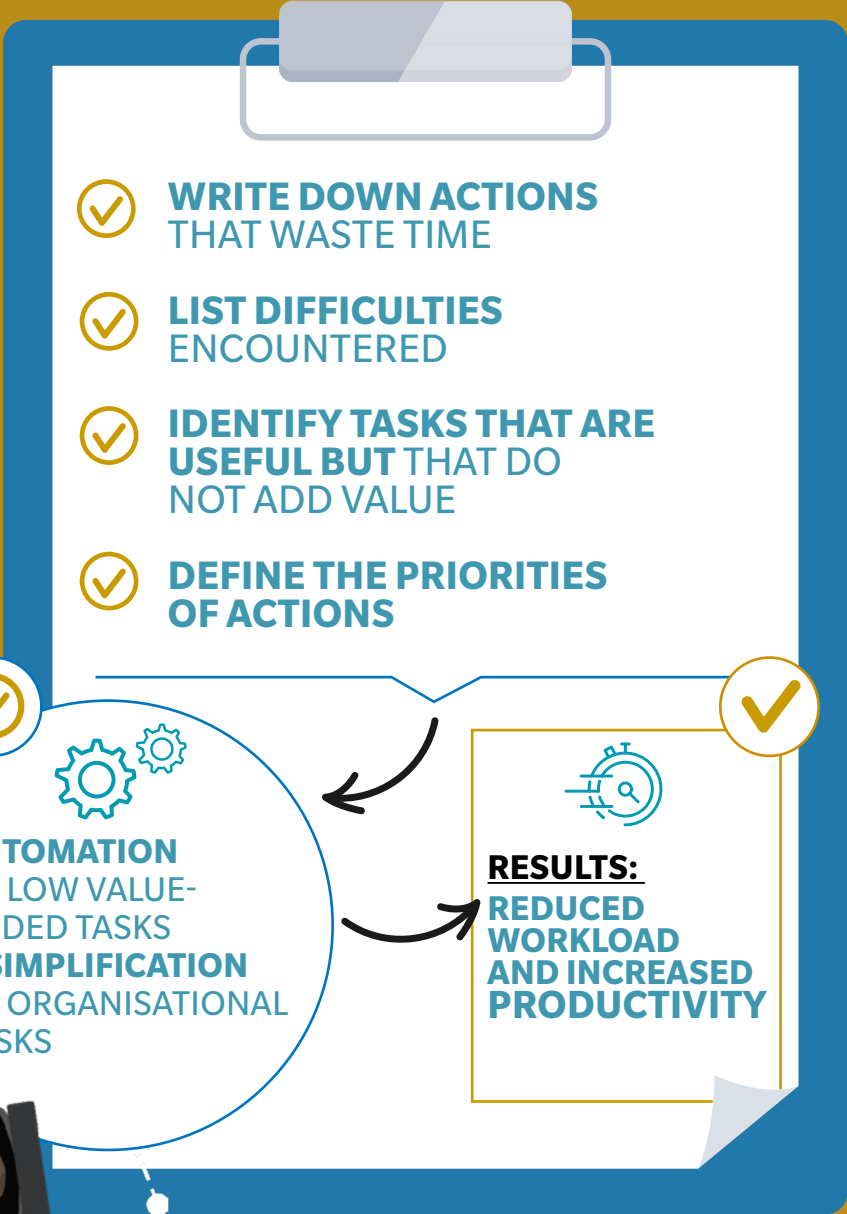 WRITE DOWN ACTIONS
THAT WASTE TIME
LIST DIFFICULTIES
ENCOUNTERED
IDENTIFY TASKS THAT ARE
USEFUL BUT THAT DO
NOT ADD VALUE
DEFINE THE PRIORITIES
OF ACTIONS
TOMATION
LOW VALUE-
DED TASKS
SIMPLIFICATION
ORGANISATIONAL
SKS
RESULTS:
REDUCED
WORKLOAD
AND INCREASED
PRODUCTIVITY